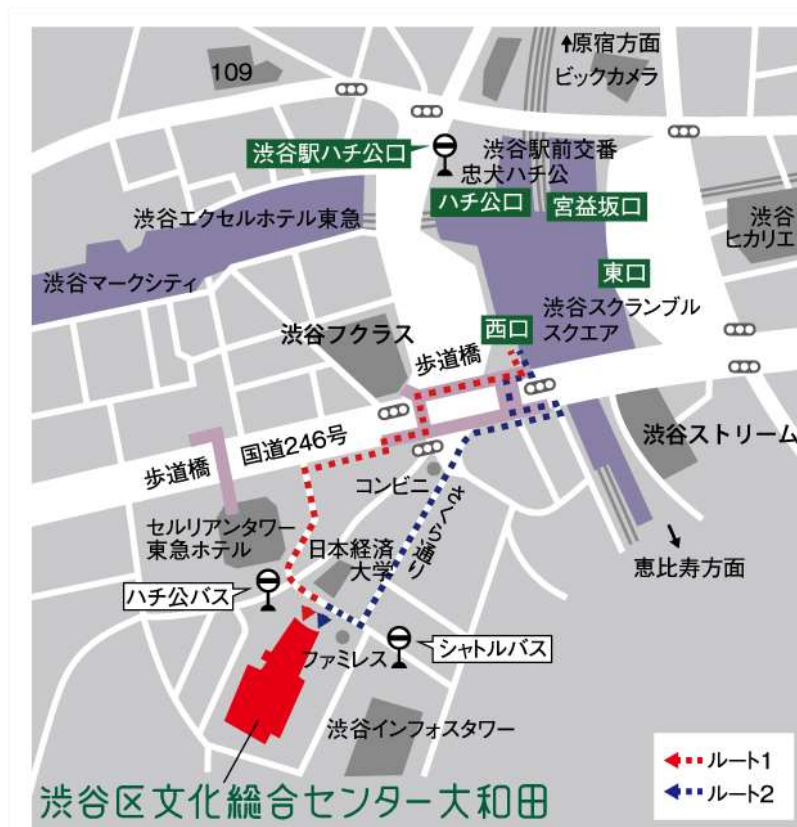 ↑原宿方面
ビックカメラ
109
渋谷駅ハチ公口
渋谷駅前交番
忠犬ハチ公
ハチ公口
宮益坂口
渋谷エクセルホテル東急
渋谷
ヒカリエ
渋谷マークシティ
東口
渋谷スクランブル
スクエア
西口
渋谷フクラス
歩道橋
国道246号
渋谷ストリーム
歩道橋
コンビニ
さくら通り
セルリアンタワー
東急ホテル
日本経済
大学
恵比寿方面
ハチ公バス
ファミレス
シャトルバス
渋谷インフォスタワー
ルート1
ルート2
渋谷区文化総合センター大和田